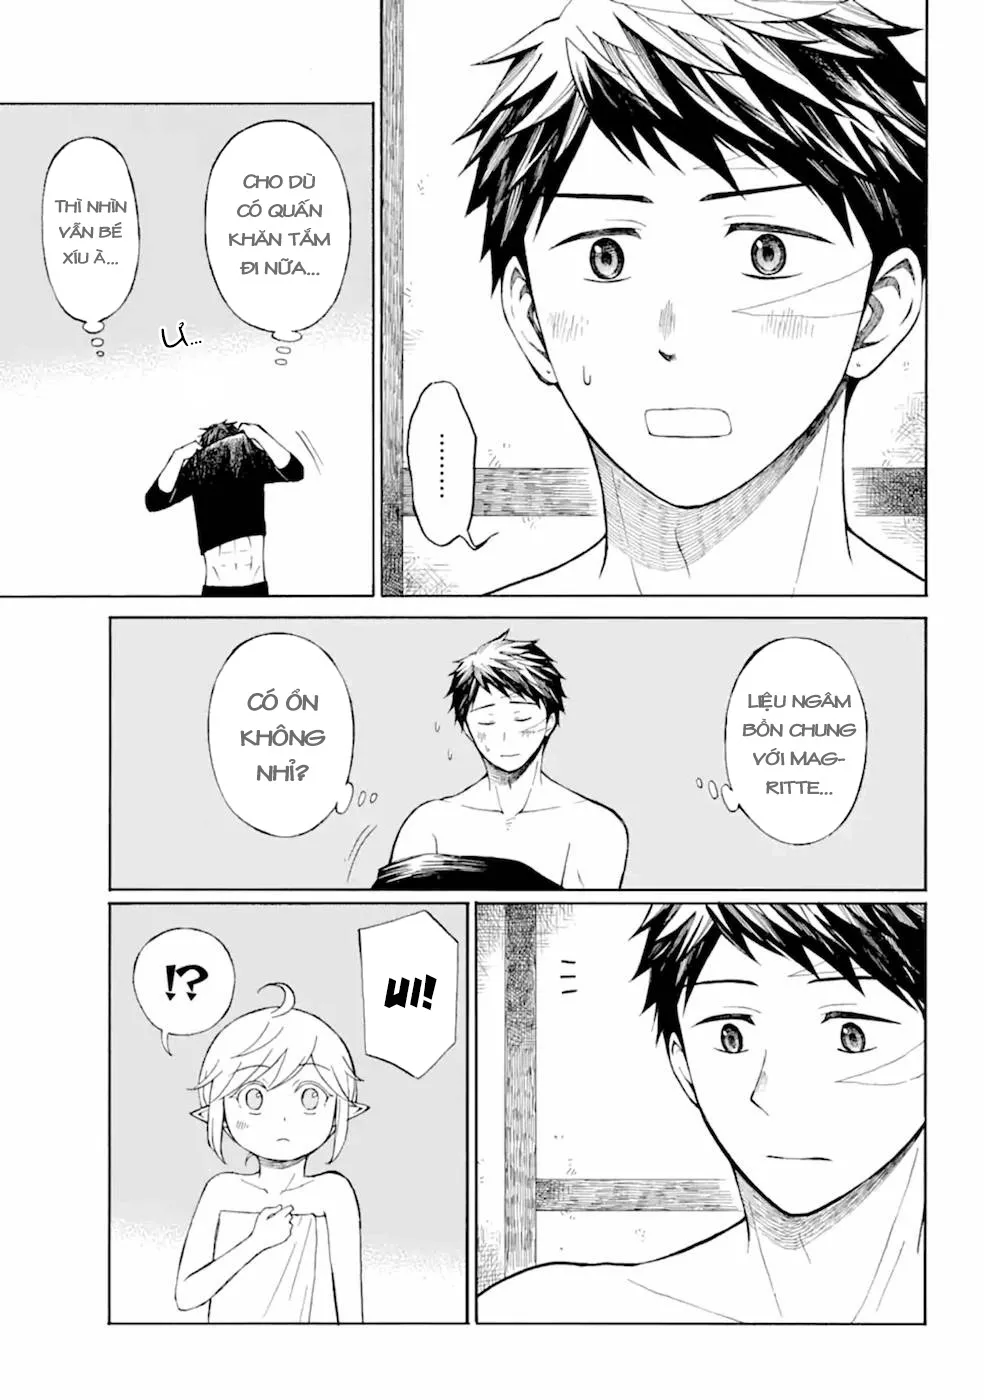 ........
CHO DÙ
CÓ QUẤN
KHĂN TẮM
ĐI NỮA...
THÌ NHÌN
VẪN BÉ
XÍU À...
Ư...
LIỆU NGÂM
BỒN CHUNG
VỚI MAG-
RITTE...
CÓ ỔN
KHÔNG
NHỈ?
UI!
!?